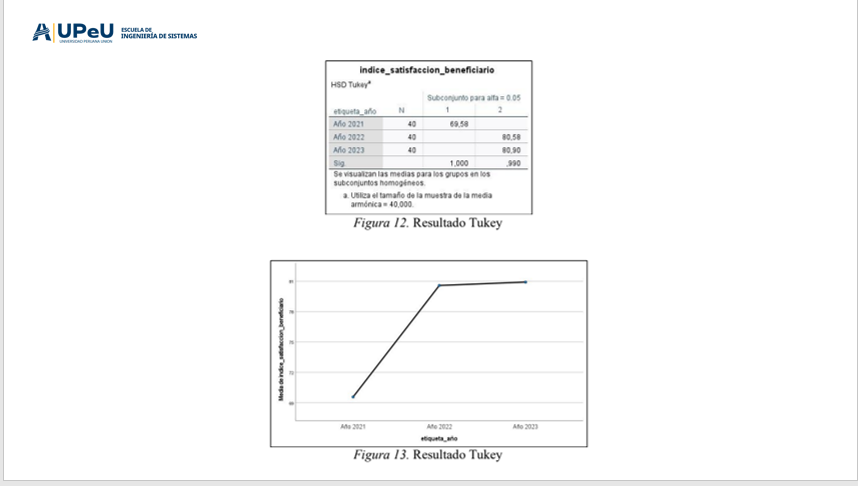 UPeU
UNIVERSIDAD PERUANA UNIÓN
ESCUELA DE
INGENIERÍA DE SISTEMAS
indice_satisfaccion_beneficiario
HSD Tukeyᵃ
Subconjunto para alfa = 0.05
etiqueta_año N 1 2
Año 2021 40 69,58
Año 2022 40 80,58
Año 2023 40 80,90
Sig. 1,000 ,990
Se visualizan las medias para los grupos en los
subconjuntos homogéneos.
a. Utiliza el tamaño de la muestra de la media
armónica = 40,000.
Figura 12. Resultado Tukey
Media de indice_satisfaccion_beneficiario
81
78
75
72
69
Año 2021 Año 2022 Año 2023
etiqueta_año
Figura 13. Resultado Tukey